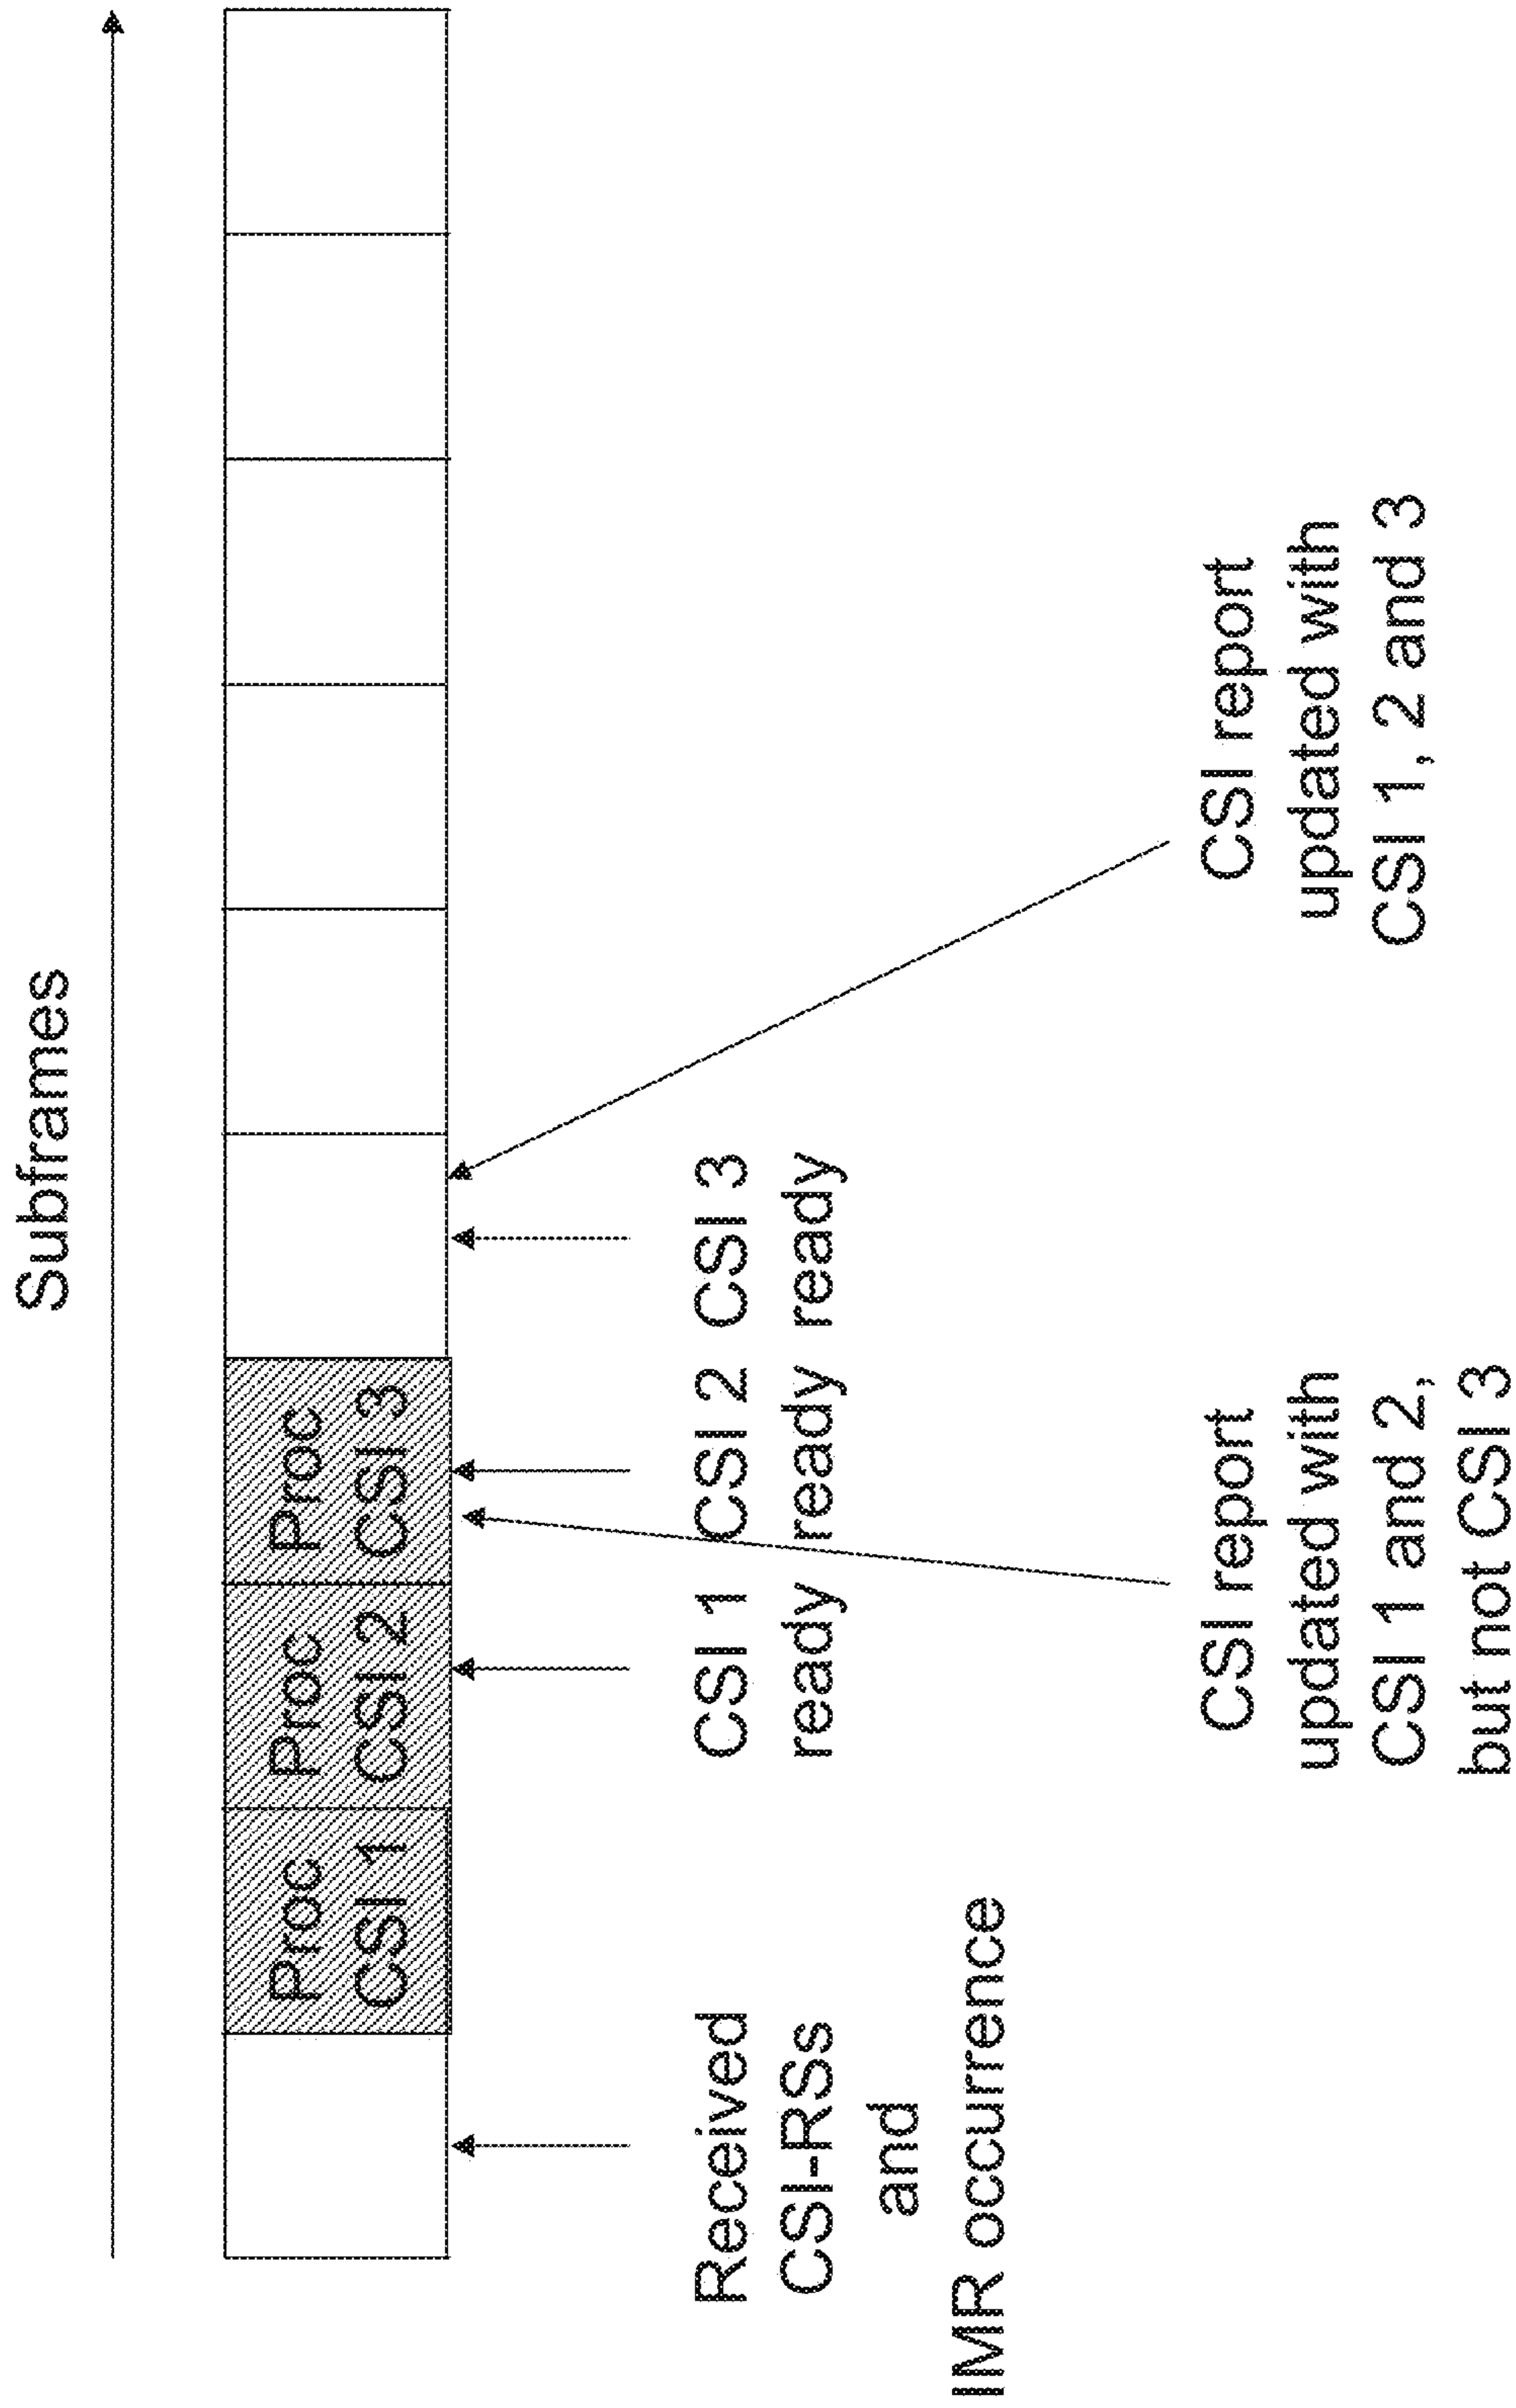 Subframes
Proc
CSI 1
Proc
CSI 2
Proc
CSI 3
Received
CSI-RSs
and
IMR occurrence
CSI 1
ready
CSI 2
ready
CSI 3
ready
CSI report
updated with
CSI 1 and 2,
but not CSI 3
CSI report
updated with
CSI 1, 2 and 3